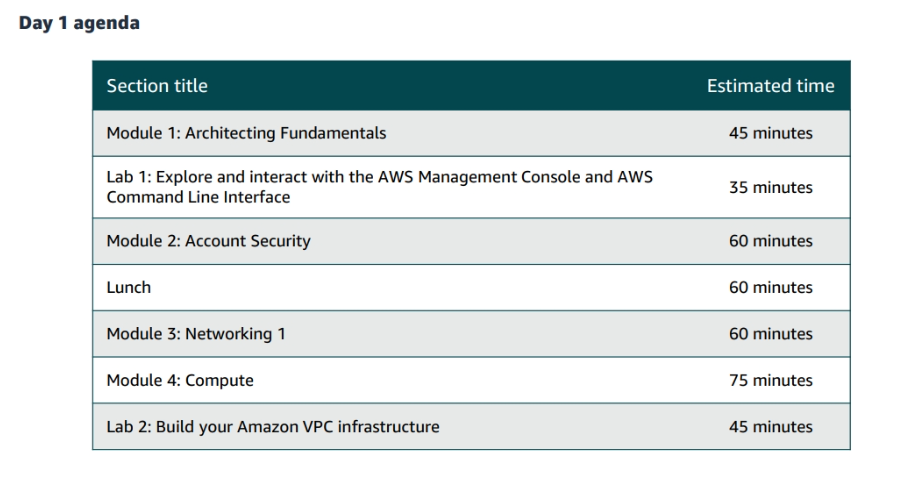 Day 1 agenda
Section title Estimated time
Module 1: Architecting Fundamentals 45 minutes
Lab 1: Explore and interact with the AWS Management Console and AWS
Command Line Interface 35 minutes
Module 2: Account Security 60 minutes
Lunch 60 minutes
Module 3: Networking 1 60 minutes
Module 4: Compute 75 minutes
Lab 2: Build your Amazon VPC infrastructure 45 minutes